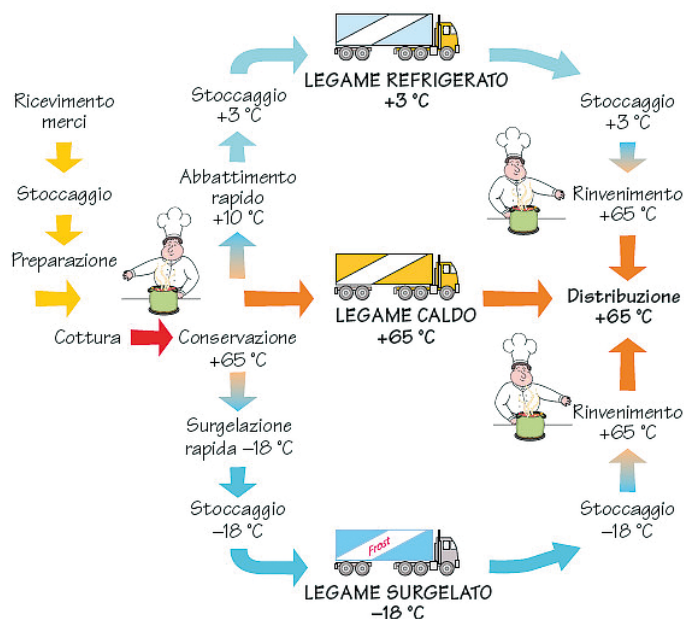 Ricevimento
merci
Stoccaggio
Preparazione
Cottura
Conservazione
+65 °C
Abbattimento
rapido
+10 °C
Stoccaggio
+3 °C
LEGAME REFRIGERATO
+3 °C
Stoccaggio
+3 °C
Rinvenimento
+65 °C
LEGAME CALDO
+65 °C
Distribuzione
+65 °C
Surgelazione
rapida –18 °C
Stoccaggio
–18 °C
Frost
LEGAME SURGELATO
–18 °C
Stoccaggio
–18 °C
Rinvenimento
+65 °C